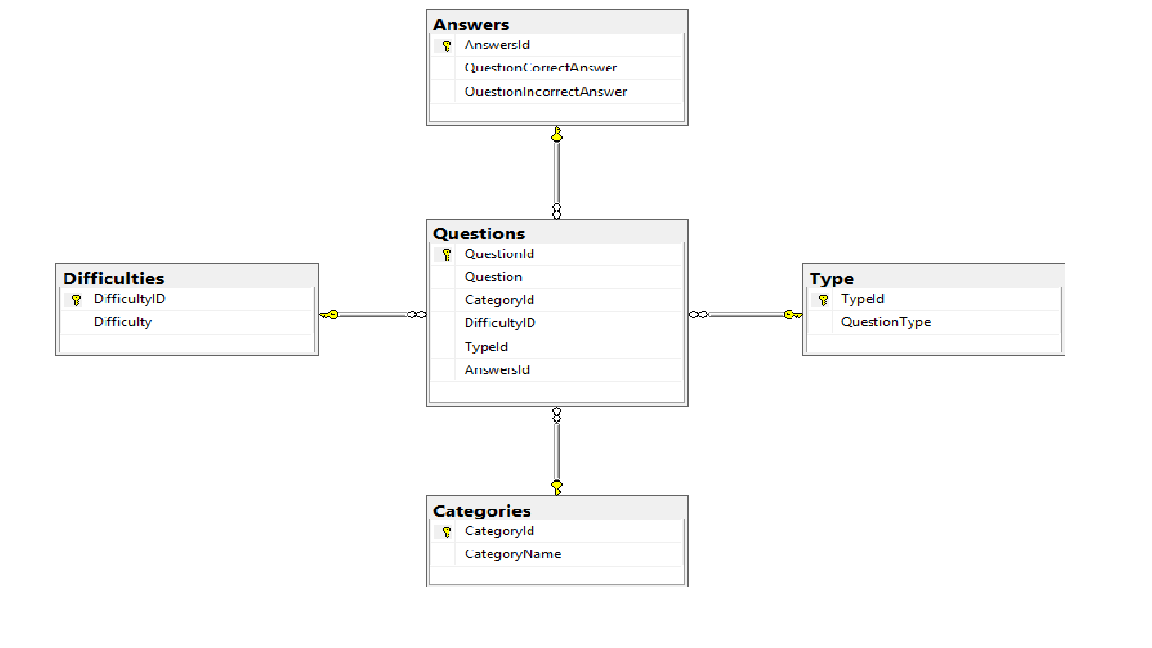 Answers
AnswersId
QuestionCorrectAnswer
QuestionIncorrectAnswer
Questions
QuestionId
Question
CategoryId
DifficultyID
TypeId
AnswersId
Difficulties
DifficultyID
Difficulty
Type
TypeId
QuestionType
Categories
CategoryId
CategoryName